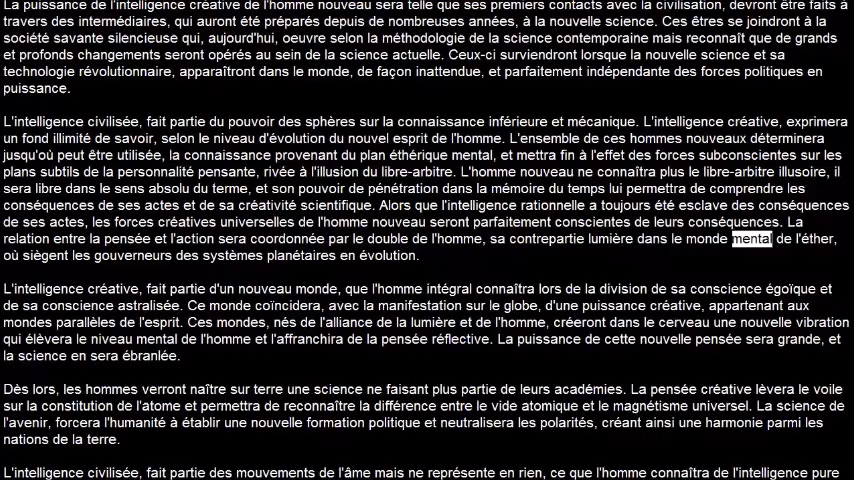 La puissance de l'intelligence créative de l'homme nouveau sera telle que ses premiers contacts avec la civilisation, devront être faits à
travers des intermédiaires, qui auront été préparés depuis de nombreuses années, à la nouvelle science. Ces êtres se joindront à la
société savante silencieuse qui, aujourd'hui, oeuvre selon la méthodologie de la science contemporaine mais reconnaît que de grands
et profonds changements seront opérés au sein de la science actuelle. Ceux-ci surviendront lorsque la nouvelle science et sa
technologie révolutionnaire, apparaîtront dans le monde, de façon inattendue, et parfaitement indépendante des forces politiques en
puissance.
L'intelligence civilisée, fait partie du pouvoir des sphères sur la connaissance inférieure et mécanique. L'intelligence créative, exprimera
un fond illimité de savoir, selon le niveau d'évolution du nouvel esprit de l'homme. L'ensemble de ces hommes nouveaux déterminera
jusqu'où peut être utilisée, la connaissance provenant du plan éthérique mental, et mettra fin à l'effet des forces subconscientes sur les
plans subtils de la personnalité pensante, rivée à l'illusion du libre-arbitre. L'homme nouveau ne connaîtra plus le libre-arbitre illusoire, il
sera libre dans le sens absolu du terme, et son pouvoir de pénétration dans la mémoire du temps lui permettra de comprendre les
conséquences de ses actes et de sa créativité scientifique. Alors que l'intelligence rationnelle a toujours été esclave des conséquences
de ses actes, les forces créatives universelles de l'homme nouveau seront parfaitement conscientes de leurs conséquences. La
relation entre la pensée et l'action sera coordonnée par le double de l'homme, sa contrepartie lumière dans le monde mental de l'éther,
où siègent les gouverneurs des systèmes planétaires en évolution.
L'intelligence créative, fait partie d'un nouveau monde, que l'homme intégral connaîtra lors de la division de sa conscience égoïque et
de sa conscience astralisée. Ce monde coïncidera, avec la manifestation sur le globe, d'une puissance créative, appartenant aux
mondes parallèles de l'esprit. Ces mondes, nés de l'alliance de la lumière et de l'homme, créeront dans le cerveau une nouvelle vibration
qui élèvera le niveau mental de l'homme et l'affranchira de la pensée réflective. La puissance de cette nouvelle pensée sera grande, et
la science en sera ébranlée.
Dès lors, les hommes verront naître sur terre une science ne faisant plus partie de leurs académies. La pensée créative lèvera le voile
sur la constitution de l'atome et permettra de reconnaître la différence entre le vide atomique et le magnétisme universel. La science de
l'avenir, forcera l'humanité à établir une nouvelle formation politique et neutralisera les polarités, créant ainsi une harmonie parmi les
nations de la terre.
L'intelligence civilisée, fait partie des mouvements de l'âme mais ne représente en rien, ce que l'homme connaîtra de l'intelligence pure